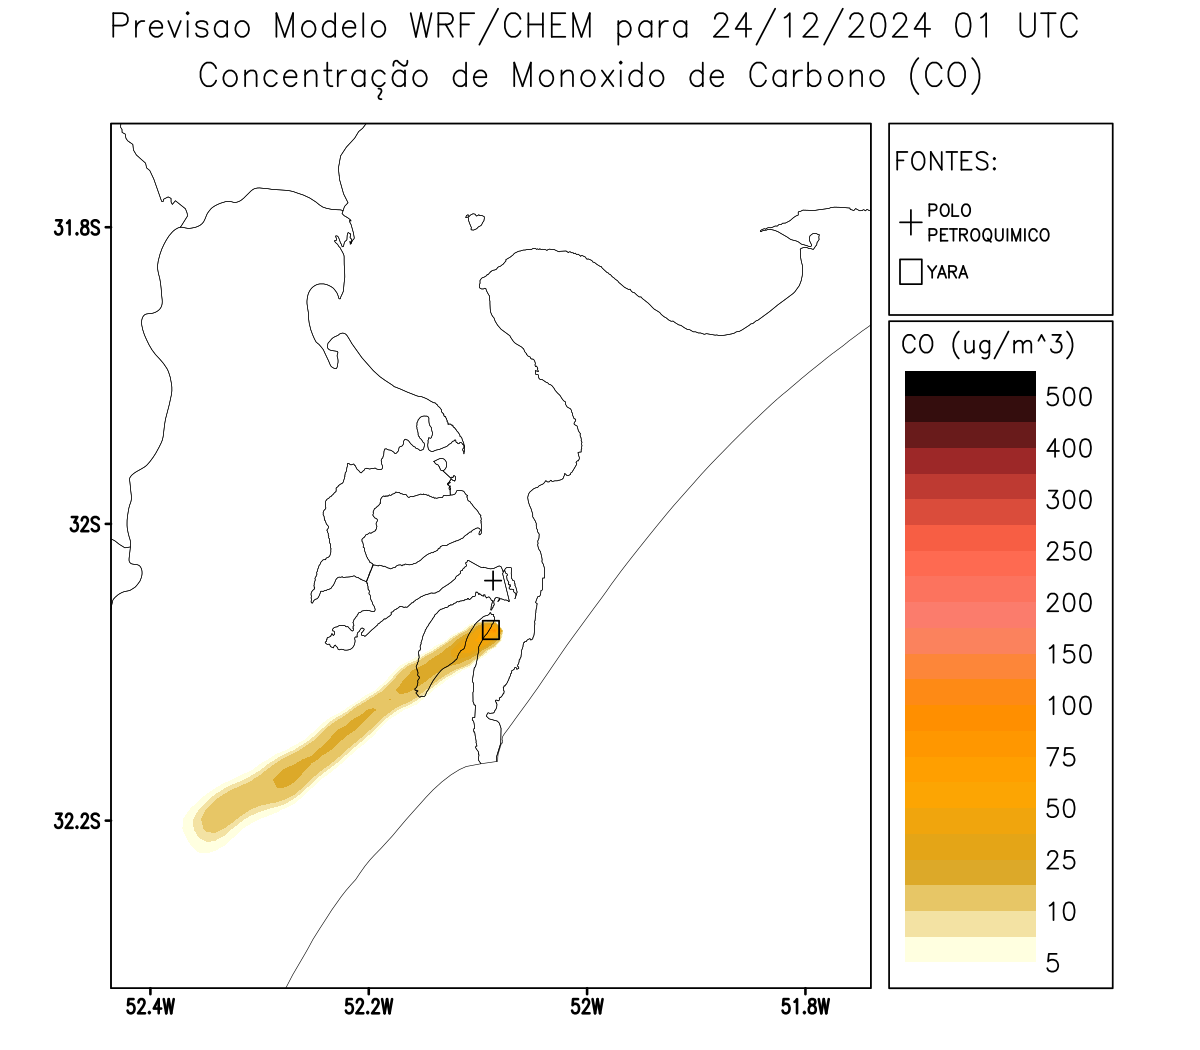 Previsao Modelo WRF/CHEM para 24/12/2024 01 UTC
Concentração de Monoxido de Carbono (CO)
FONTES:
POLO
PETROQUIMICO
YARA
CO (ug/m^3)
500
400
300
250
200
150
100
75
50
25
10
5
31.8S
32S
32.2S
52.4W
52.2W
52W
51.8W